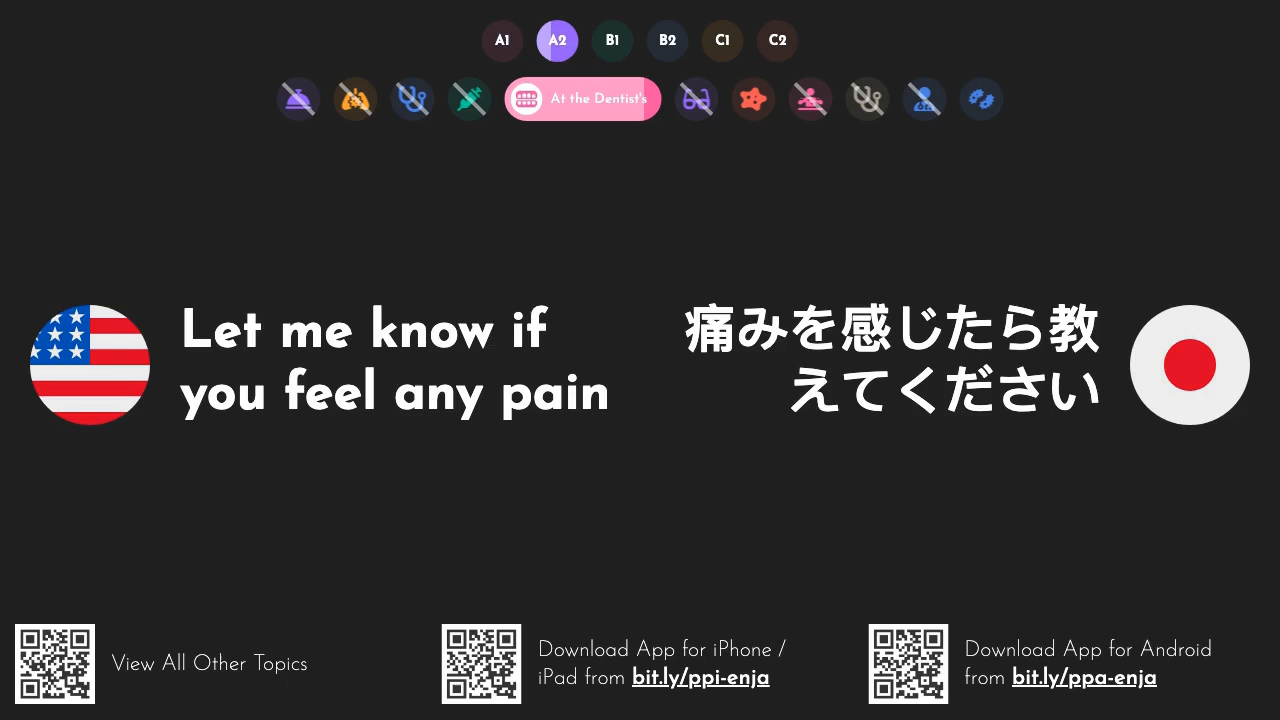 A1 A2 B1 B2 C1 C2
At the Dentist's
Let me know if
you feel any pain
痛みを感じたら教
えてください
View All Other Topics
Download App for iPhone /
iPad from bit.ly/ppi-enja
Download App for Android
from bit.ly/ppa-enja